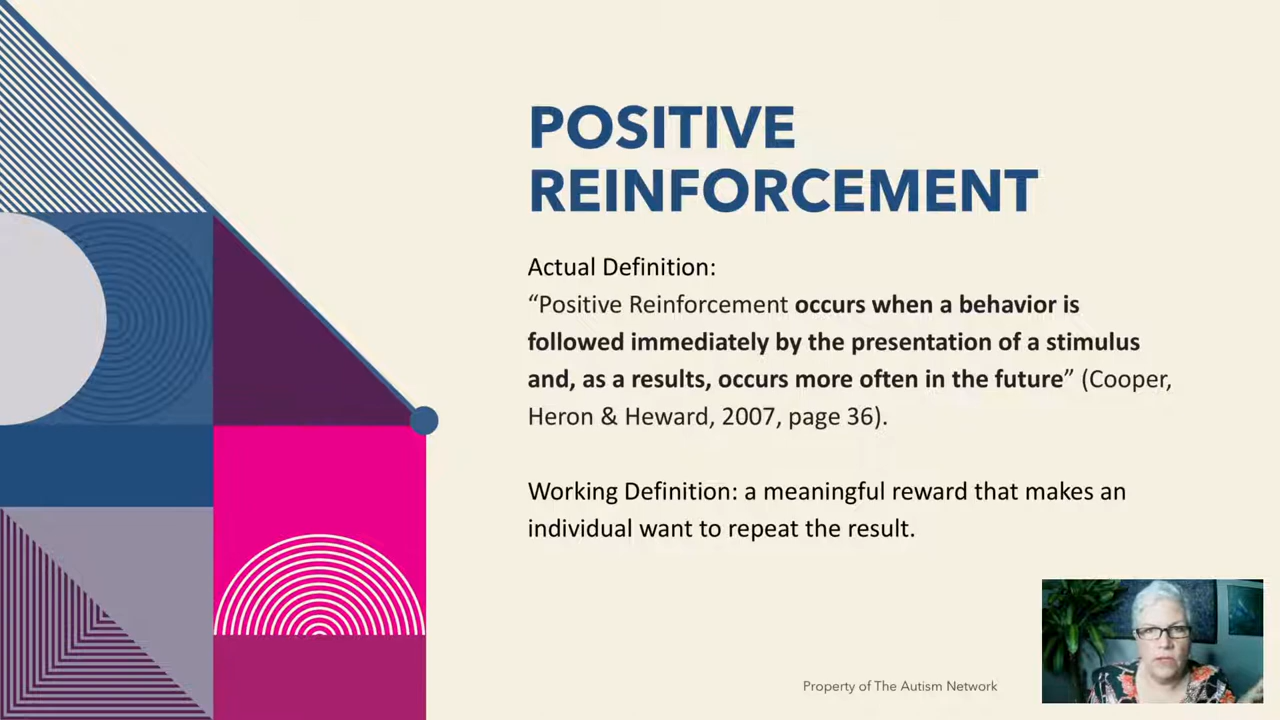 POSITIVE
REINFORCEMENT
Actual Definition:
“Positive Reinforcement occurs when a behavior is
followed immediately by the presentation of a stimulus
and, as a results, occurs more often in the future” (Cooper,
Heron & Heward, 2007, page 36).
Working Definition: a meaningful reward that makes an
individual want to repeat the result.
Property of The Autism Network